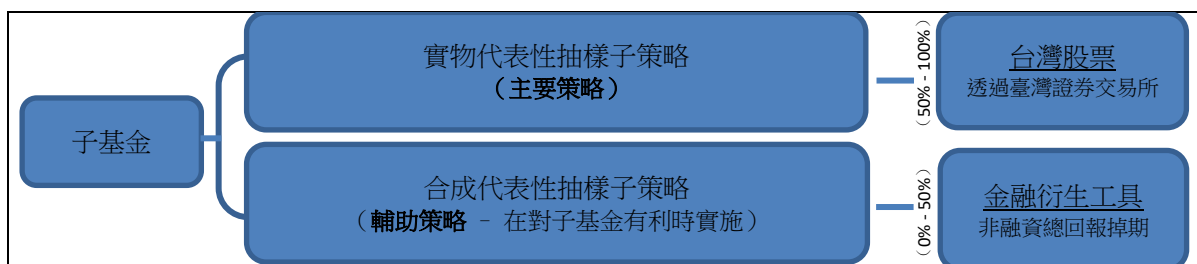 實物代表性抽樣子策略
（主要策略）
（50% - 100%）
台灣股票
透過臺灣證券交易所
子基金
合成代表性抽樣子策略
（輔助策略 - 在對子基金有利時實施）
（0% - 50%）
金融衍生工具
非融資總回報掉期